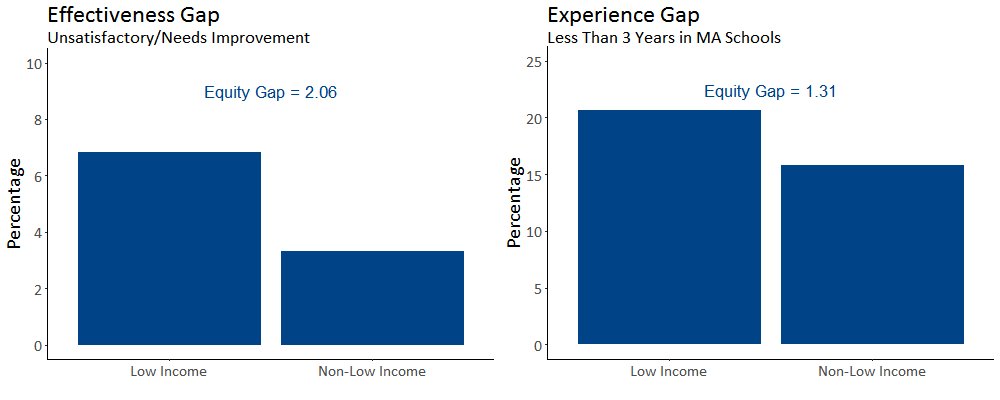 Effectiveness Gap
Unsatisfactory/Needs Improvement
Percentage
10
8
6
4
2
0
Equity Gap = 2.06
Low Income
Non-Low Income
Experience Gap
Less Than 3 Years in MA Schools
Percentage
25
20
15
10
5
0
Equity Gap = 1.31
Low Income
Non-Low Income